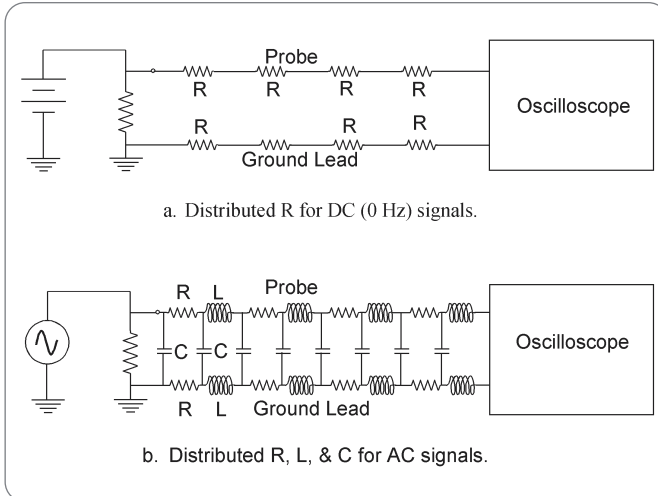 Probe
R R R R
Oscilloscope
R R R
Ground Lead
a. Distributed R for DC (0 Hz) signals.
R L Probe
C C
Oscilloscope
R L Ground Lead
b. Distributed R, L, & C for AC signals.